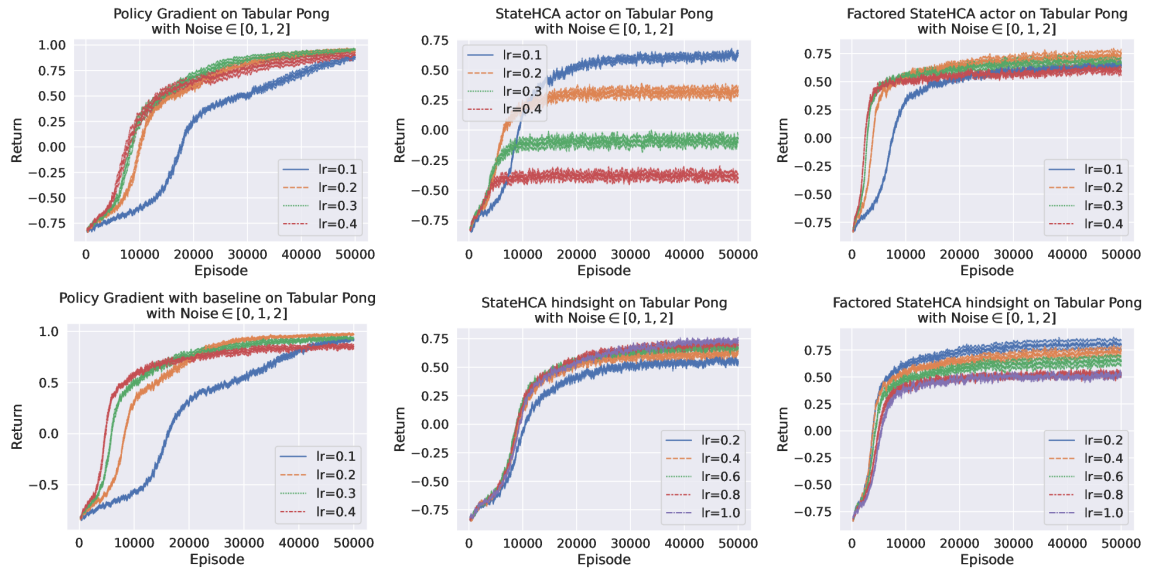 Policy Gradient on Tabular Pong
with Noise ∈ [0, 1, 2]
1.00
0.75
0.50
0.25
0.00
−0.25
−0.50
−0.75
Return
lr=0.1
lr=0.2
lr=0.3
lr=0.4
0 10000 20000 30000 40000 50000
Episode
StateHCA actor on Tabular Pong
with Noise ∈ [0, 1, 2]
0.75
0.50
0.25
0.00
−0.25
−0.50
−0.75
Return
lr=0.1
lr=0.2
lr=0.3
lr=0.4
0 10000 20000 30000 40000 50000
Episode
Factored StateHCA actor on Tabular Pong
with Noise ∈ [0, 1, 2]
0.75
0.50
0.25
0.00
−0.25
−0.50
−0.75
Return
lr=0.1
lr=0.2
lr=0.3
lr=0.4
0 10000 20000 30000 40000 50000
Episode
Policy Gradient with baseline on Tabular Pong
with Noise ∈ [0, 1, 2]
1.0
0.5
0.0
−0.5
Return
lr=0.1
lr=0.2
lr=0.3
lr=0.4
0 10000 20000 30000 40000 50000
Episode
StateHCA hindsight on Tabular Pong
with Noise ∈ [0, 1, 2]
0.75
0.50
0.25
0.00
−0.25
−0.50
−0.75
Return
lr=0.2
lr=0.4
lr=0.6
lr=0.8
lr=1.0
0 10000 20000 30000 40000 50000
Episode
Factored StateHCA hindsight on Tabular Pong
with Noise ∈ [0, 1, 2]
0.75
0.50
0.25
0.00
−0.25
−0.50
−0.75
Return
lr=0.2
lr=0.4
lr=0.6
lr=0.8
lr=1.0
0 10000 20000 30000 40000 50000
Episode